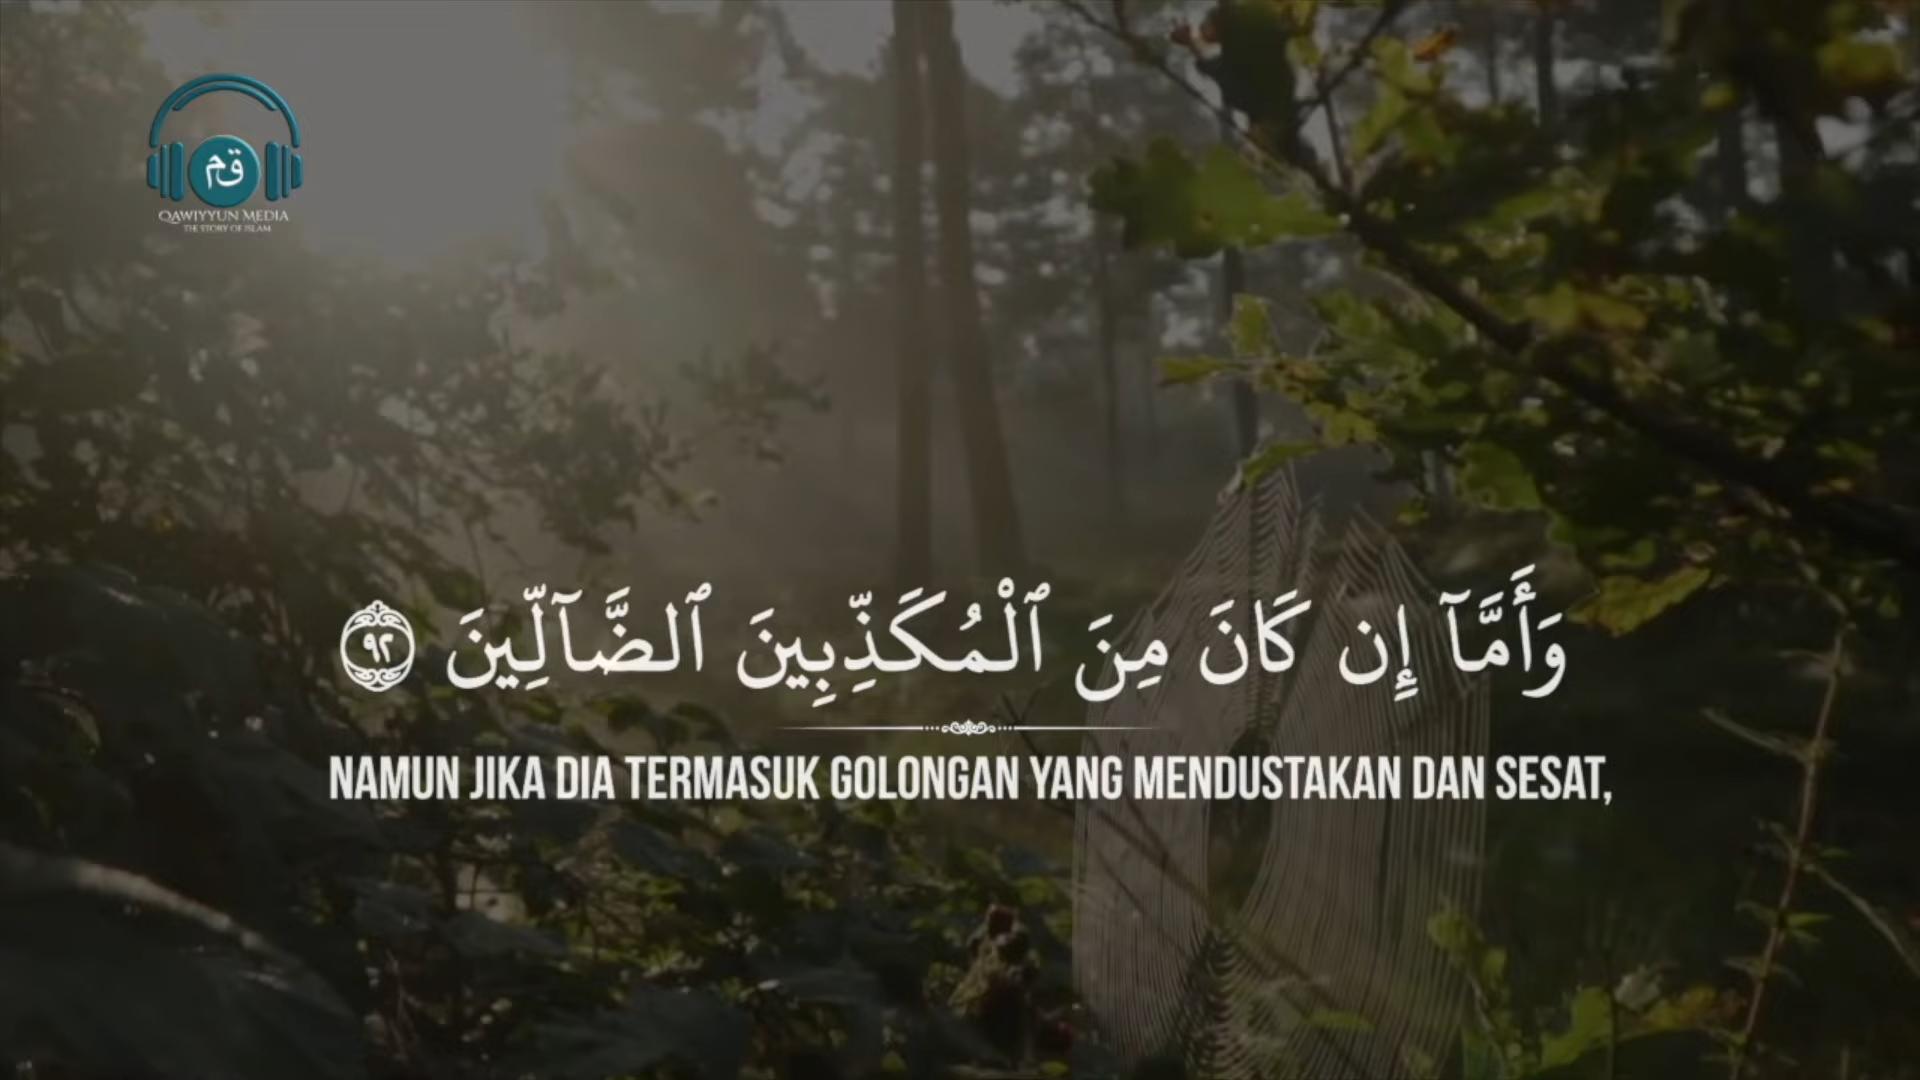 قم
QAWIYYUN MEDIA
THE STORY OF ISLAM
وَأَمَّآ إِن كَانَ مِنَ ٱلْمُكَذِّبِينَ ٱلضَّآلِّينَ ٩٢
NAMUN JIKA DIA TERMASUK GOLONGAN YANG MENDUSTAKAN DAN SESAT,